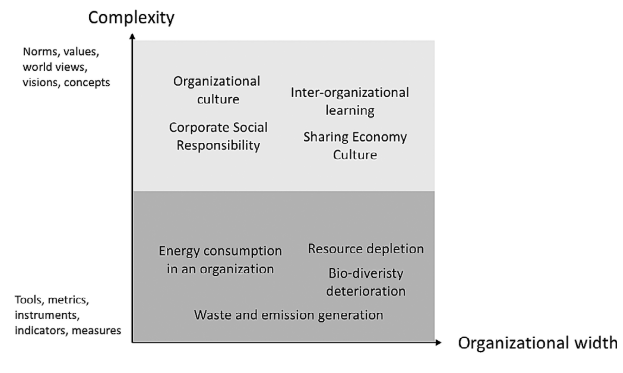 Complexity
Norms, values,
world views,
visions, concepts
Organizational
culture
Inter-organizational
learning
Corporate Social
Responsibility
Sharing Economy
Culture
Energy consumption
in an organization
Resource depletion
Bio-diveristy
deterioration
Waste and emission generation
Tools, metrics,
instruments,
indicators, measures
Organizational width